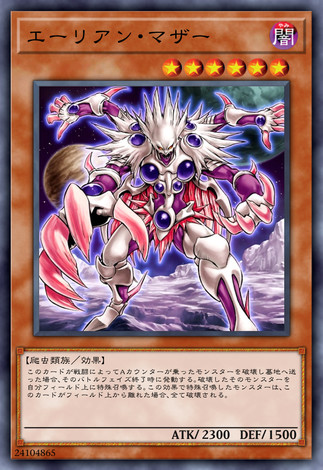 エーリアン・マザー
闇
やみ
【爬虫類族/効果】
このカードが戦闘によってAカウンターが乗ったモンスターを破壊し墓地へ送
った場合、そのバトルフェイズ終了時に発動する。破壊したそのモンスターを
自分フィールド上に特殊召喚する。この効果で特殊召喚したモンスターは、こ
のカードがフィールド上から離れた場合、全て破壊される。
ATK/2300 DEF/1500
24104865